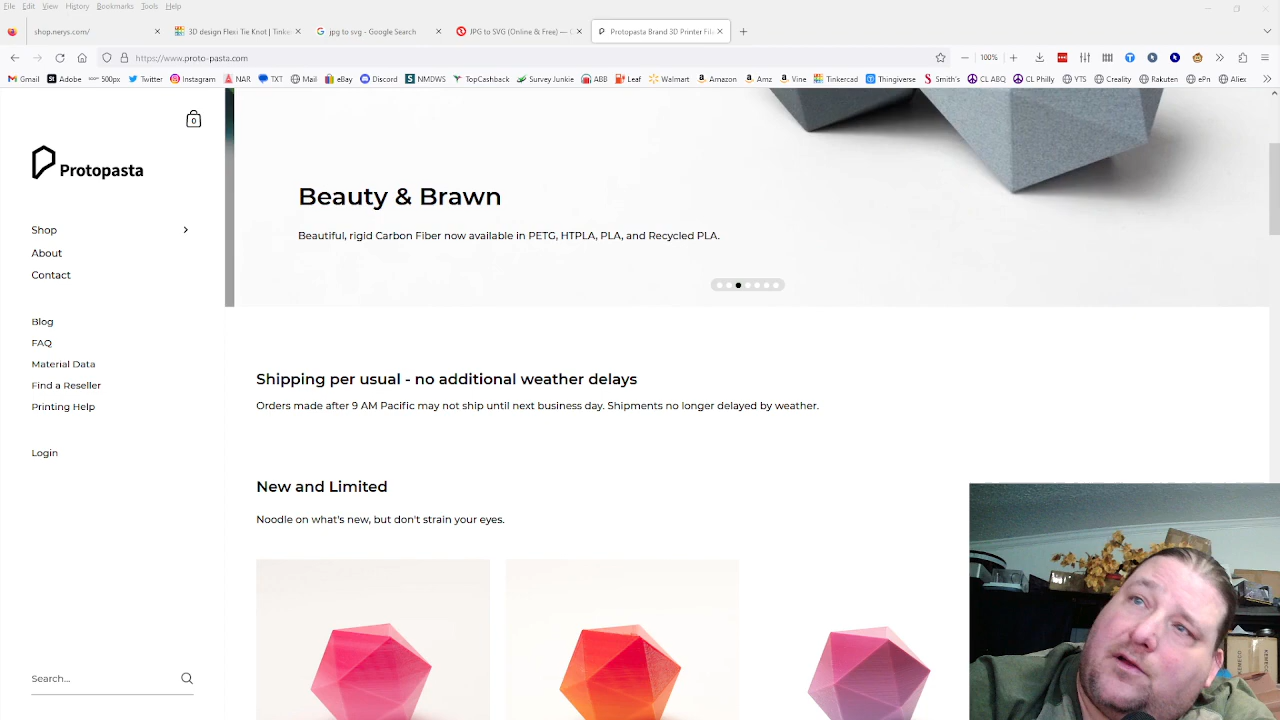 File Edit View History Bookmarks Tools Help
shop.nerys.com/
3D design Flexi Tie Knot | Tinke
jpg to svg - Google Search
JPG to SVG (Online & Free) —
Protopasta Brand 3D Printer Fil
https://www.proto-pasta.com
100%
Gmail Adobe 500px Twitter Instagram NAR TXT Mail eBay Discord NMDWS TopCashback Survey Junkie ABB Leaf Walmart Amazon Amz Vine Tinkercad Thingiverse Smith's CL ABQ CL Philly YTS Creality Rakuten ePn Aliex
0
Protopasta
Shop
About
Contact
Blog
FAQ
Material Data
Find a Reseller
Printing Help
Login
Search...
Beauty & Brawn
Beautiful, rigid Carbon Fiber now available in PETG, HTPLA, PLA, and Recycled PLA.
Shipping per usual - no additional weather delays
Orders made after 9 AM Pacific may not ship until next business day. Shipments no longer delayed by weather.
New and Limited
Noodle on what's new, but don't strain your eyes.